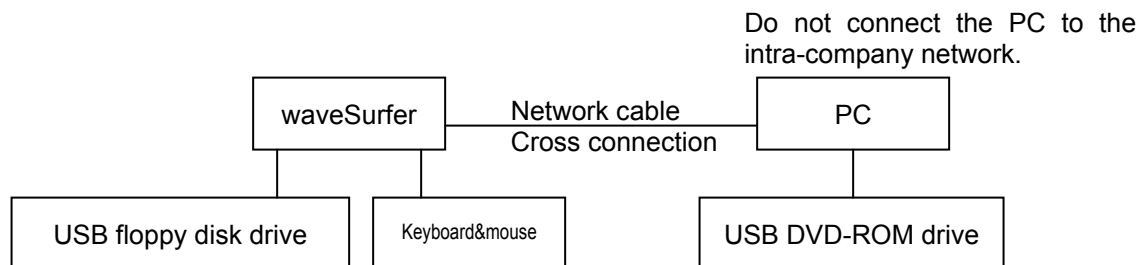 Do not connect the PC to the
intra-company network.
waveSurfer
Network cable
Cross connection
PC
USB floppy disk drive
Keyboard&mouse
USB DVD-ROM drive